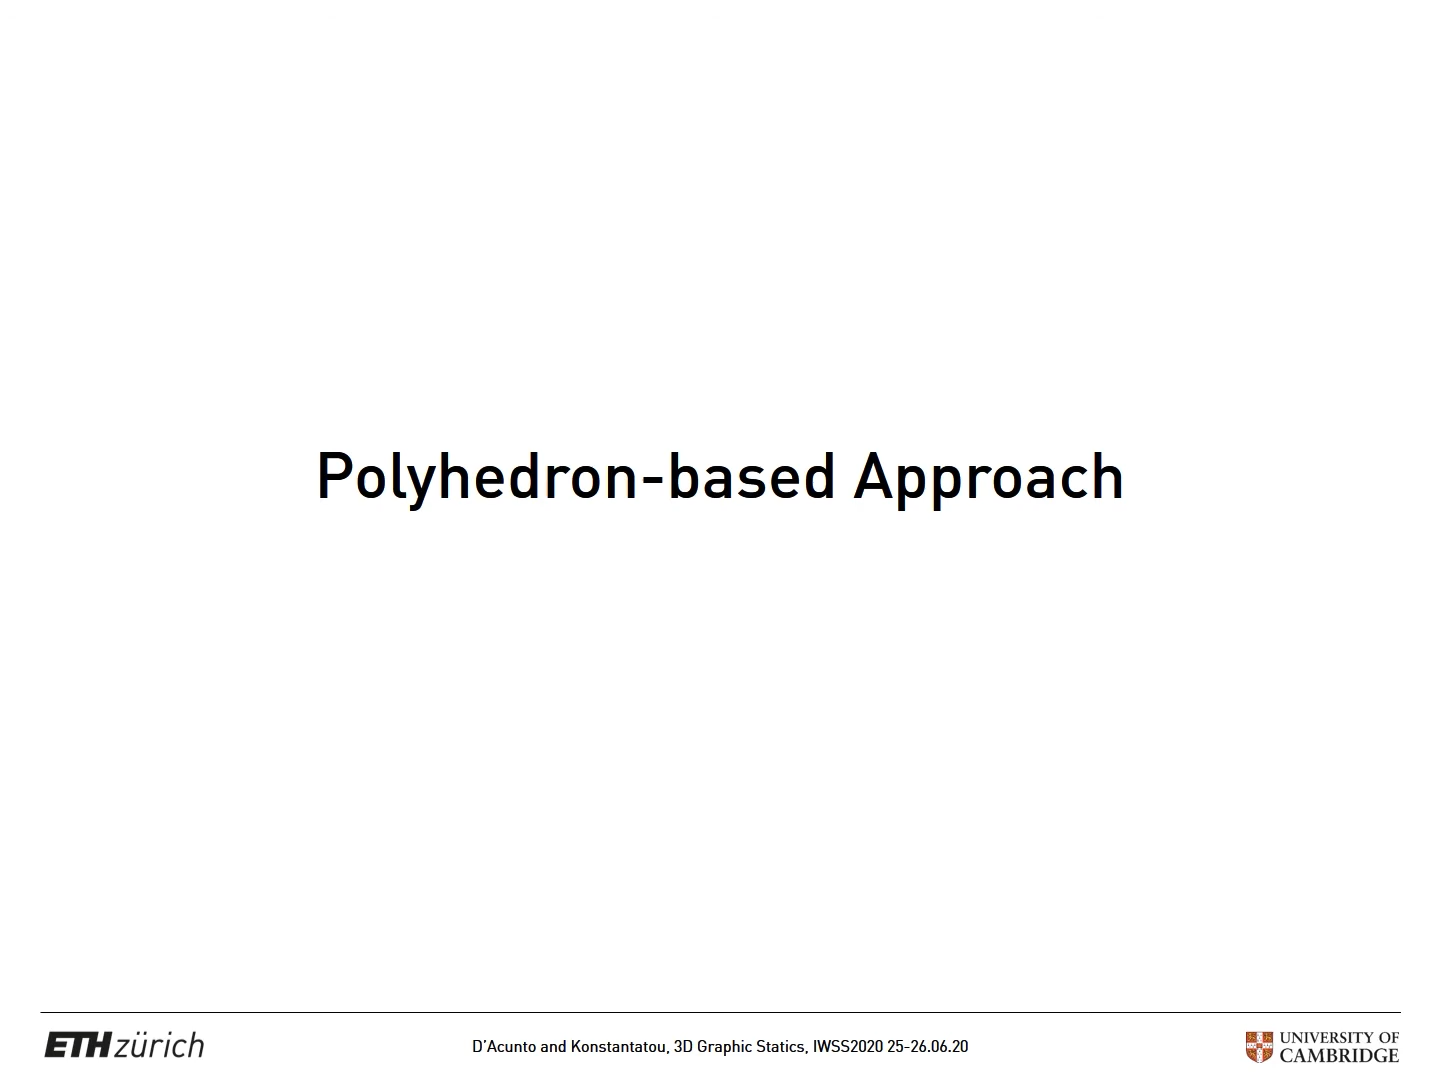 Polyhedron-based Approach
ETH zürich
D'Acunto and Konstantatou, 3D Graphic Statics, IWSS2020 25-26.06.20
UNIVERSITY OF
CAMBRIDGE